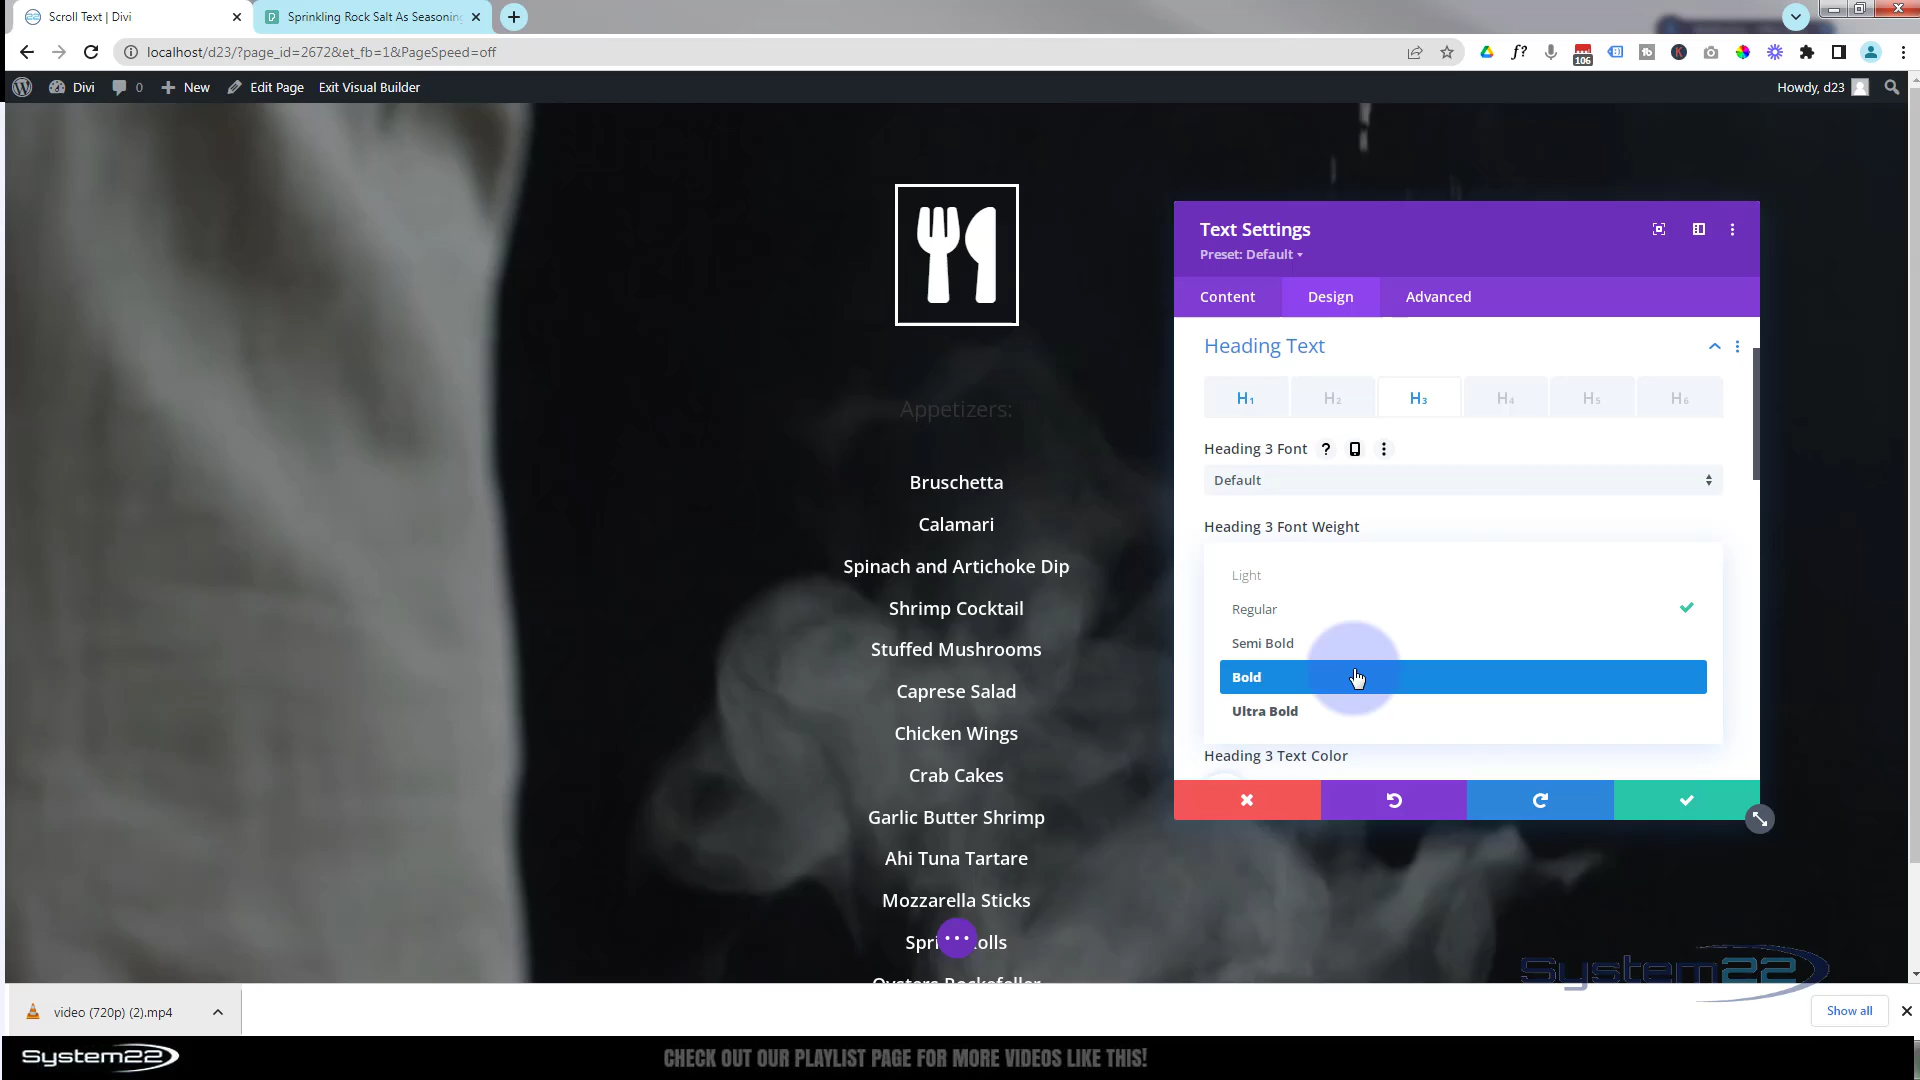 Scroll Text | Divi
Sprinkling Rock Salt As Seasoning
localhost/d23/?page_id=2672&et_fb=1&PageSpeed=off
f?
106
Divi
0
New
Edit Page
Exit Visual Builder
Howdy, d23
Appetizers:
Bruschetta
Calamari
Spinach and Artichoke Dip
Shrimp Cocktail
Stuffed Mushrooms
Caprese Salad
Chicken Wings
Crab Cakes
Garlic Butter Shrimp
Ahi Tuna Tartare
Mozzarella Sticks
Text Settings
Preset: Default
Content
Design
Advanced
Heading Text
H1
H2
H3
H4
H5
H6
Heading 3 Font
?
Default
Heading 3 Font Weight
Light
Regular
Semi Bold
Bold
Ultra Bold
Heading 3 Text Color
System22
video (720p) (2).mp4
Show all
System22
CHECK OUT OUR PLAYLIST PAGE FOR MORE VIDEOS LIKE THIS!